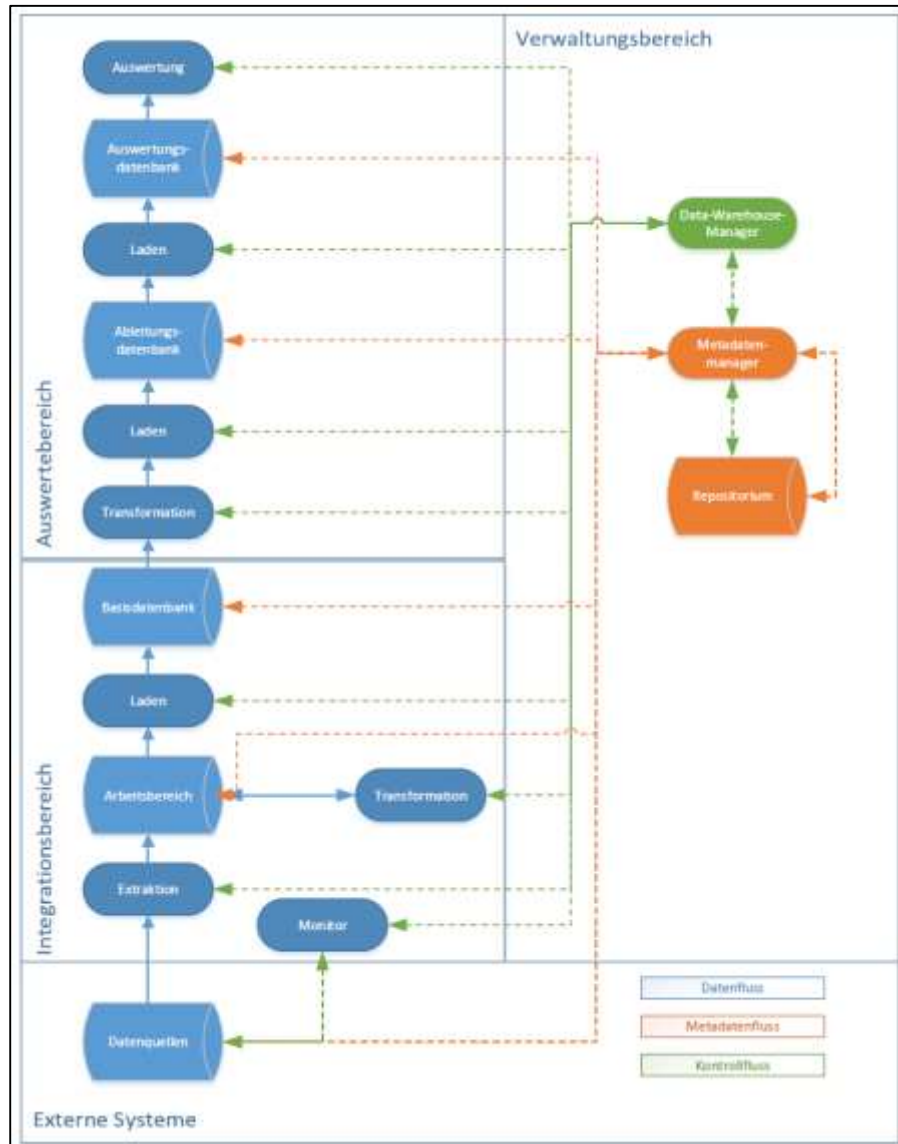 Verwaltungsbereich
Auswertung
Auswertungs-
datenbank
Laden
Ableitungs-
datenbank
Laden
Transformation
Auswertebereich
Data-Warehouse-
Manager
Metadaten-
manager
Repositorium
Basisdatenbank
Laden
Arbeitsbereich
Transformation
Extraktion
Monitor
Integrationsbereich
Datenquellen
Externe Systeme
Datenfluss
Metadatenfluss
Kontrollfluss